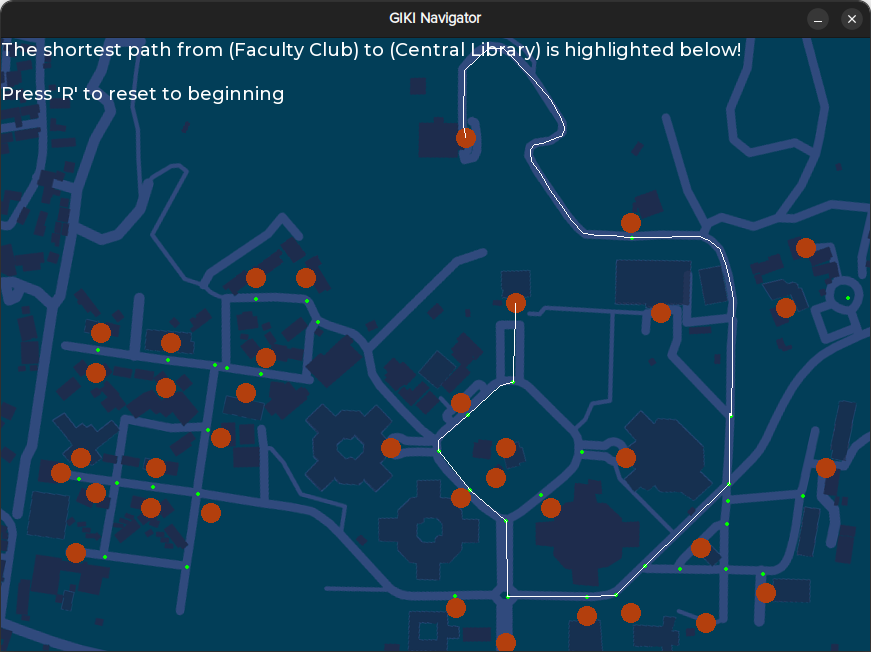 GIKI Navigator
The shortest path from (Faculty Club) to (Central Library) is highlighted below!
Press 'R' to reset to beginning